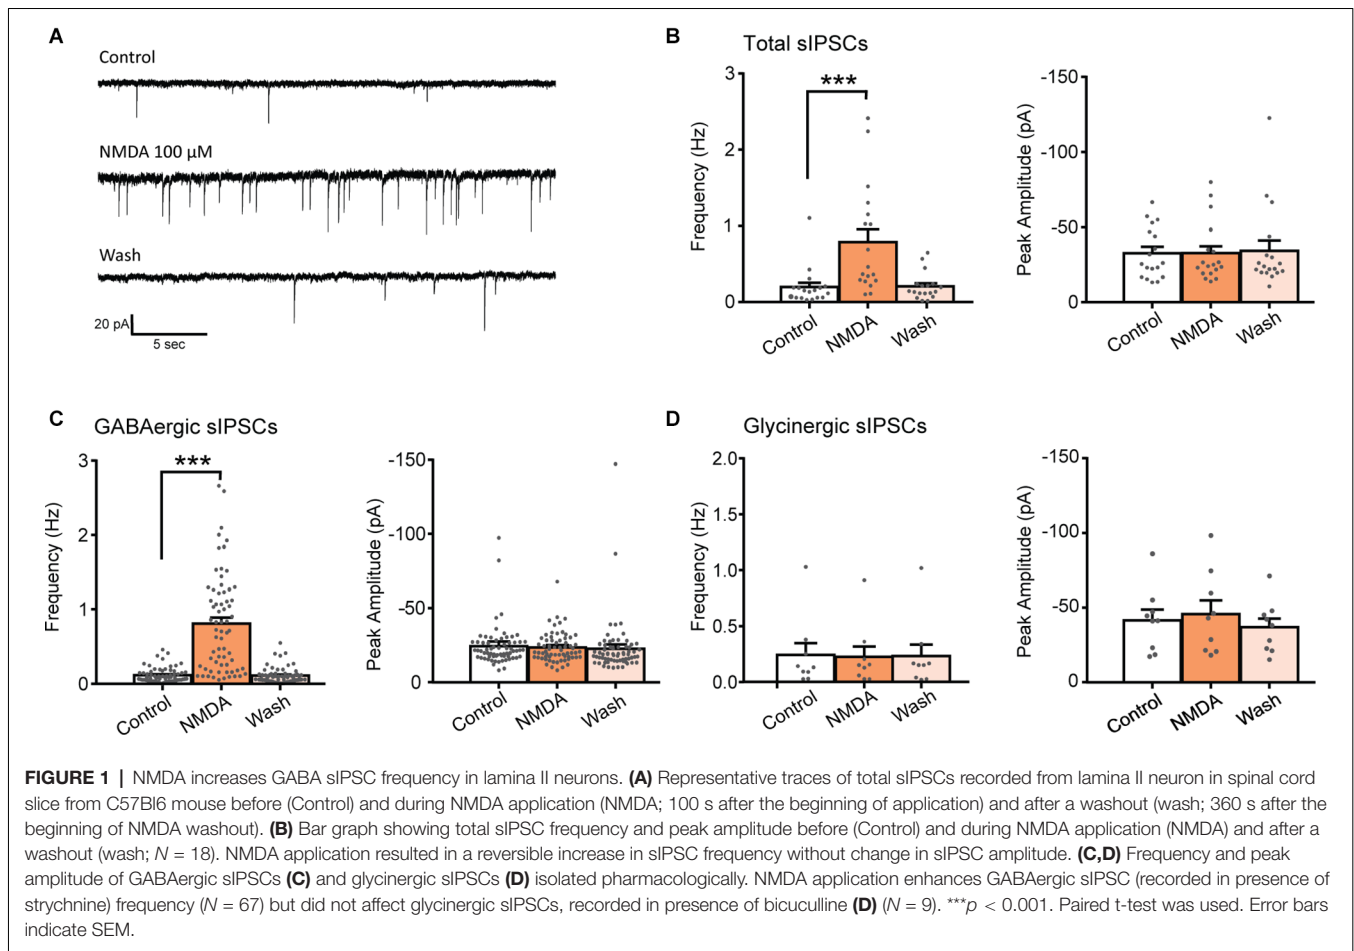 A
Control
NMDA 100 µM
Wash
20 pA
5 sec
B
Total sIPSCs
Frequency (Hz)
3
2
1
0
***
Control
NMDA
Wash
Peak Amplitude (pA)
-150
-100
-50
0
Control
NMDA
Wash
C
GABAergic sIPSCs
Frequency (Hz)
3
2
1
0
***
Control
NMDA
Wash
Peak Amplitude (pA)
-150
-100
-50
0
Control
NMDA
Wash
D
Glycinergic sIPSCs
Frequency (Hz)
2.0
1.5
1.0
0.5
0.0
Control
NMDA
Wash
Peak Amplitude (pA)
-150
-100
-50
0
Control
NMDA
Wash
FIGURE 1 | NMDA increases GABA sIPSC frequency in lamina II neurons. (A) Representative traces of total sIPSCs recorded from lamina II neuron in spinal cord
slice from C57Bl6 mouse before (Control) and during NMDA application (NMDA; 100 s after the beginning of application) and after a washout (wash; 360 s after the
beginning of NMDA washout). (B) Bar graph showing total sIPSC frequency and peak amplitude before (Control) and during NMDA application (NMDA) and after a
washout (wash; N = 18). NMDA application resulted in a reversible increase in sIPSC frequency without change in sIPSC amplitude. (C,D) Frequency and peak
amplitude of GABAergic sIPSCs (C) and glycinergic sIPSCs (D) isolated pharmacologically. NMDA application enhances GABAergic sIPSC (recorded in presence of
strychnine) frequency (N = 67) but did not affect glycinergic sIPSCs, recorded in presence of bicuculline (D) (N = 9). ***p < 0.001. Paired t-test was used. Error bars
indicate SEM.